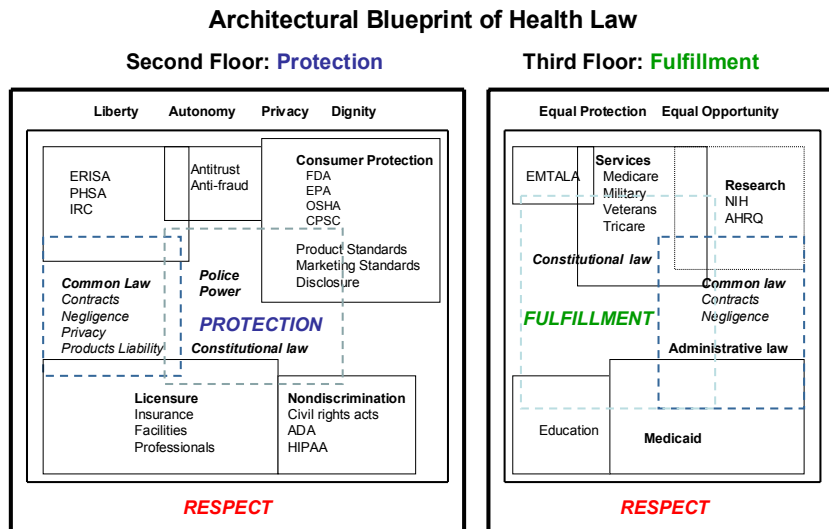 Architectural Blueprint of Health Law
Second Floor: Protection
Liberty Autonomy Privacy Dignity
ERISA
PHSA
IRC
Antitrust
Anti-fraud
Consumer Protection
FDA
EPA
OSHA
CPSC
Product Standards
Marketing Standards
Disclosure
Common Law
Contracts
Negligence
Privacy
Products Liability
Police
Power
PROTECTION
Constitutional law
Licensure
Insurance
Facilities
Professionals
Nondiscrimination
Civil rights acts
ADA
HIPAA
RESPECT
Third Floor: Fulfillment
Equal Protection Equal Opportunity
EMTALA
Services
Medicare
Military
Veterans
Tricare
Research
NIH
AHRQ
Constitutional law
Common law
Contracts
Negligence
FULFILLMENT
Administrative law
Education
Medicaid
RESPECT